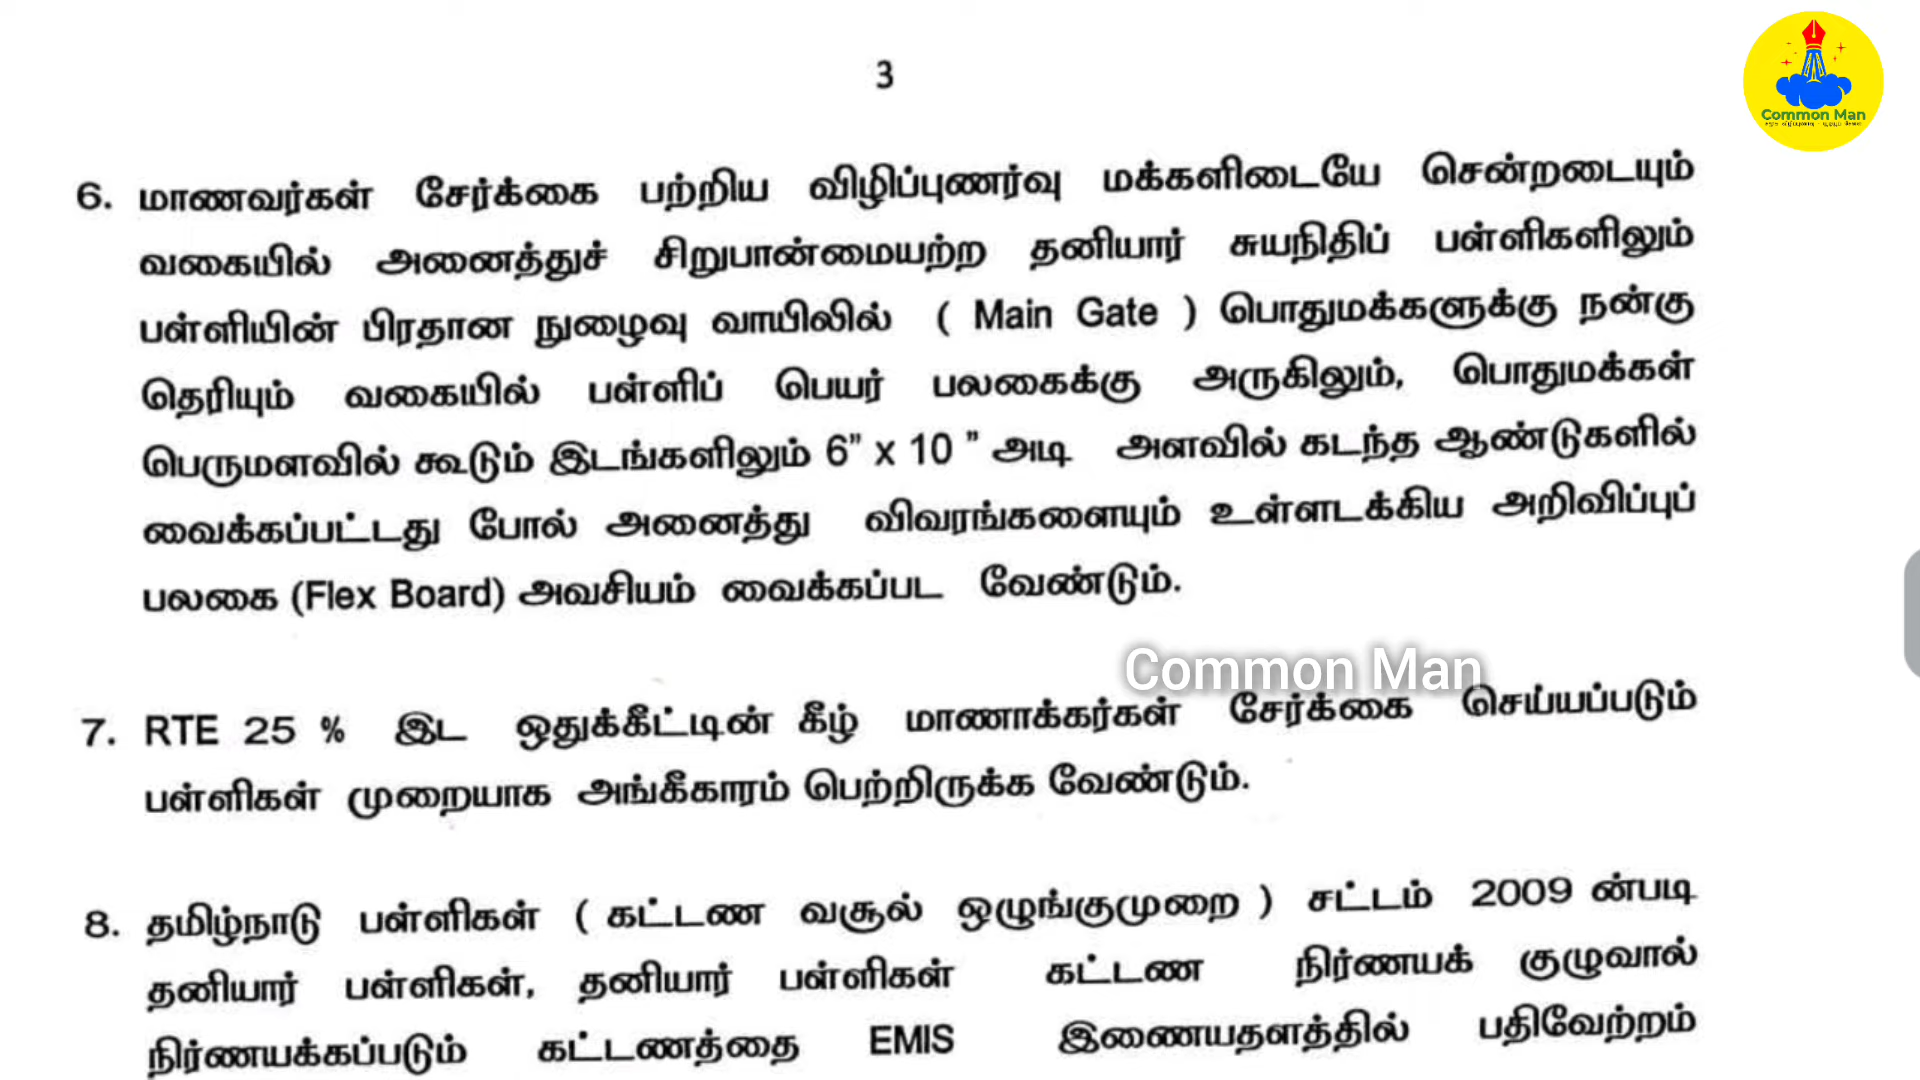 3
Common Man
6. மாணவர்கள் சேர்க்கை பற்றிய விழிப்புணர்வு மக்களிடையே சென்றடையும்
வகையில் அனைத்துச் சிறுபான்மையற்ற தனியார் சுயநிதிப் பள்ளிகளிலும்
பள்ளியின் பிரதான நுழைவு வாயிலில் ( Main Gate ) பொதுமக்களுக்கு நன்கு
தெரியும் வகையில் பள்ளிப் பெயர் பலகைக்கு அருகிலும், பொதுமக்கள்
பெருமளவில் கூடும் இடங்களிலும் 6” x 10 ” அடி அளவில் கடந்த ஆண்டுகளில்
வைக்கப்பட்டது போல் அனைத்து விவரங்களையும் உள்ளடக்கிய அறிவிப்புப்
பலகை (Flex Board) அவசியம் வைக்கப்பட வேண்டும்.
Common Man
7. RTE 25 % இட ஒதுக்கீட்டின் கீழ் மாணாக்கர்கள் சேர்க்கை செய்யப்படும்
பள்ளிகள் முறையாக அங்கீகாரம் பெற்றிருக்க வேண்டும்.
8. தமிழ்நாடு பள்ளிகள் ( கட்டண வசூல் ஒழுங்குமுறை ) சட்டம் 2009 ன்படி
தனியார் பள்ளிகள், தனியார் பள்ளிகள் கட்டண நிர்ணயக் குழுவால்
நிர்ணயக்கப்படும் கட்டணத்தை EMIS இணையதளத்தில் பதிவேற்றம்